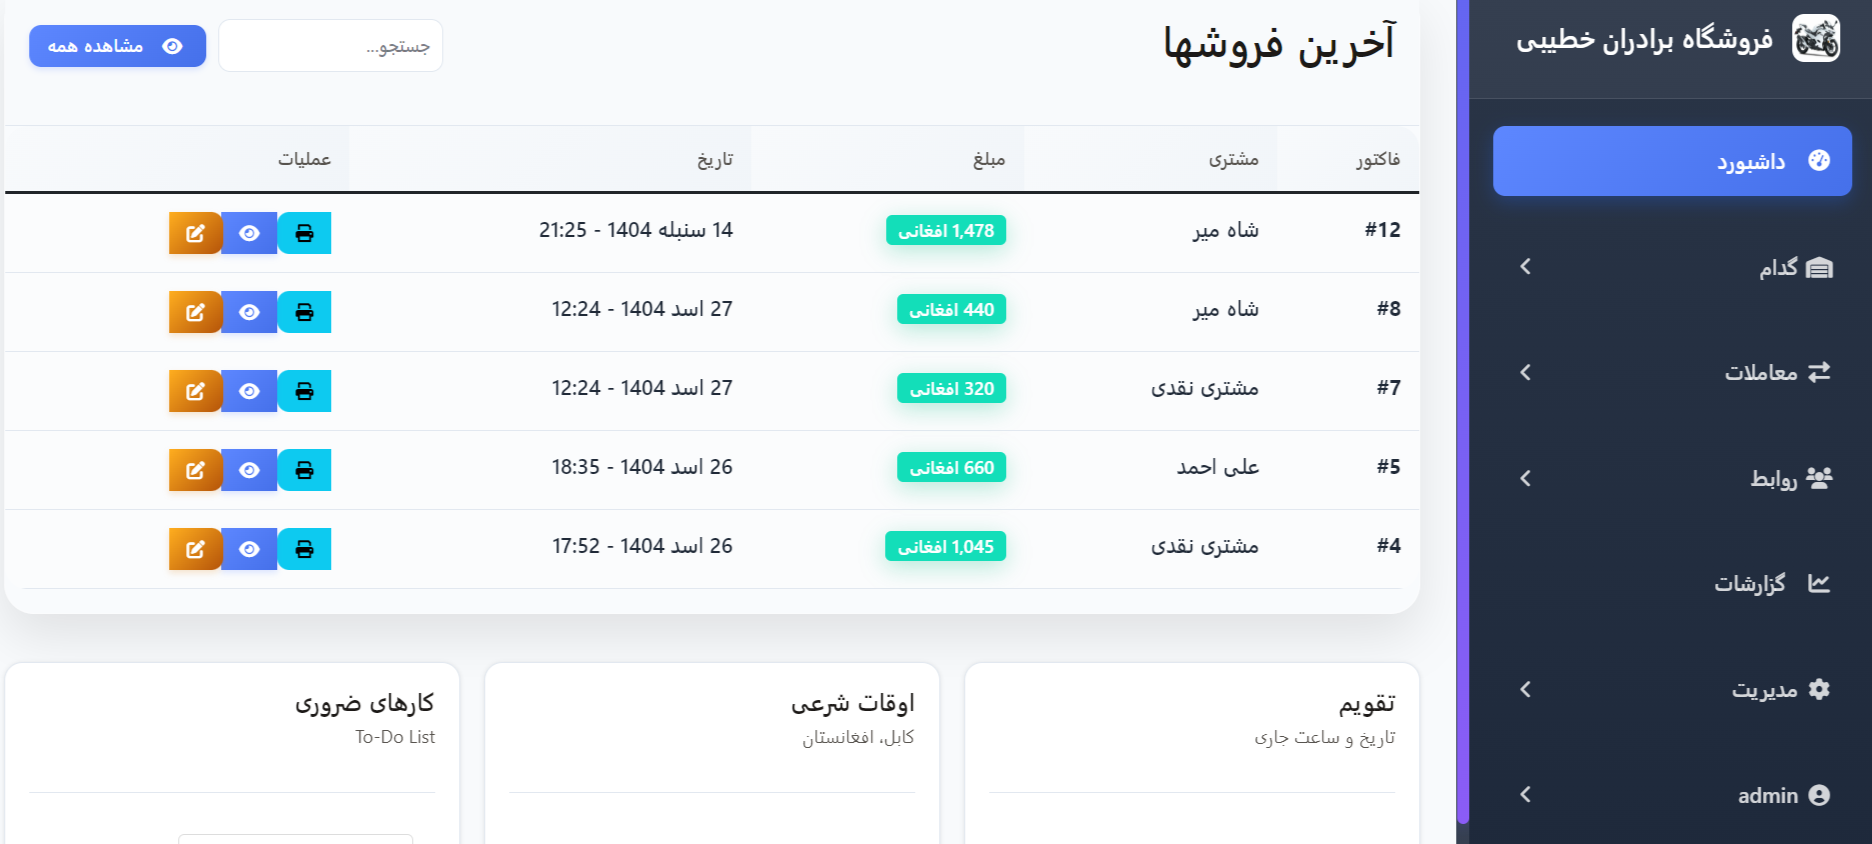 فروشگاه برادران خطیبی
داشبورد
گدام
معاملات
روابط
گزارشات
مدیریت
admin
آخرین فروشها
جستجو...
مشاهده همه
فاکتور مشتری مبلغ تاریخ عملیات
#12 شاه میر 1,478 افغانی 14 سنبله 1404 - 21:25
#8 شاه میر 440 افغانی 27 اسد 1404 - 12:24
#7 مشتری نقدی 320 افغانی 27 اسد 1404 - 12:24
#5 علی احمد 660 افغانی 26 اسد 1404 - 18:35
#4 مشتری نقدی 1,045 افغانی 26 اسد 1404 - 17:52
تقویم
تاریخ و ساعت جاری
اوقات شرعی
کابل، افغانستان
کارهای ضروری
To-Do List